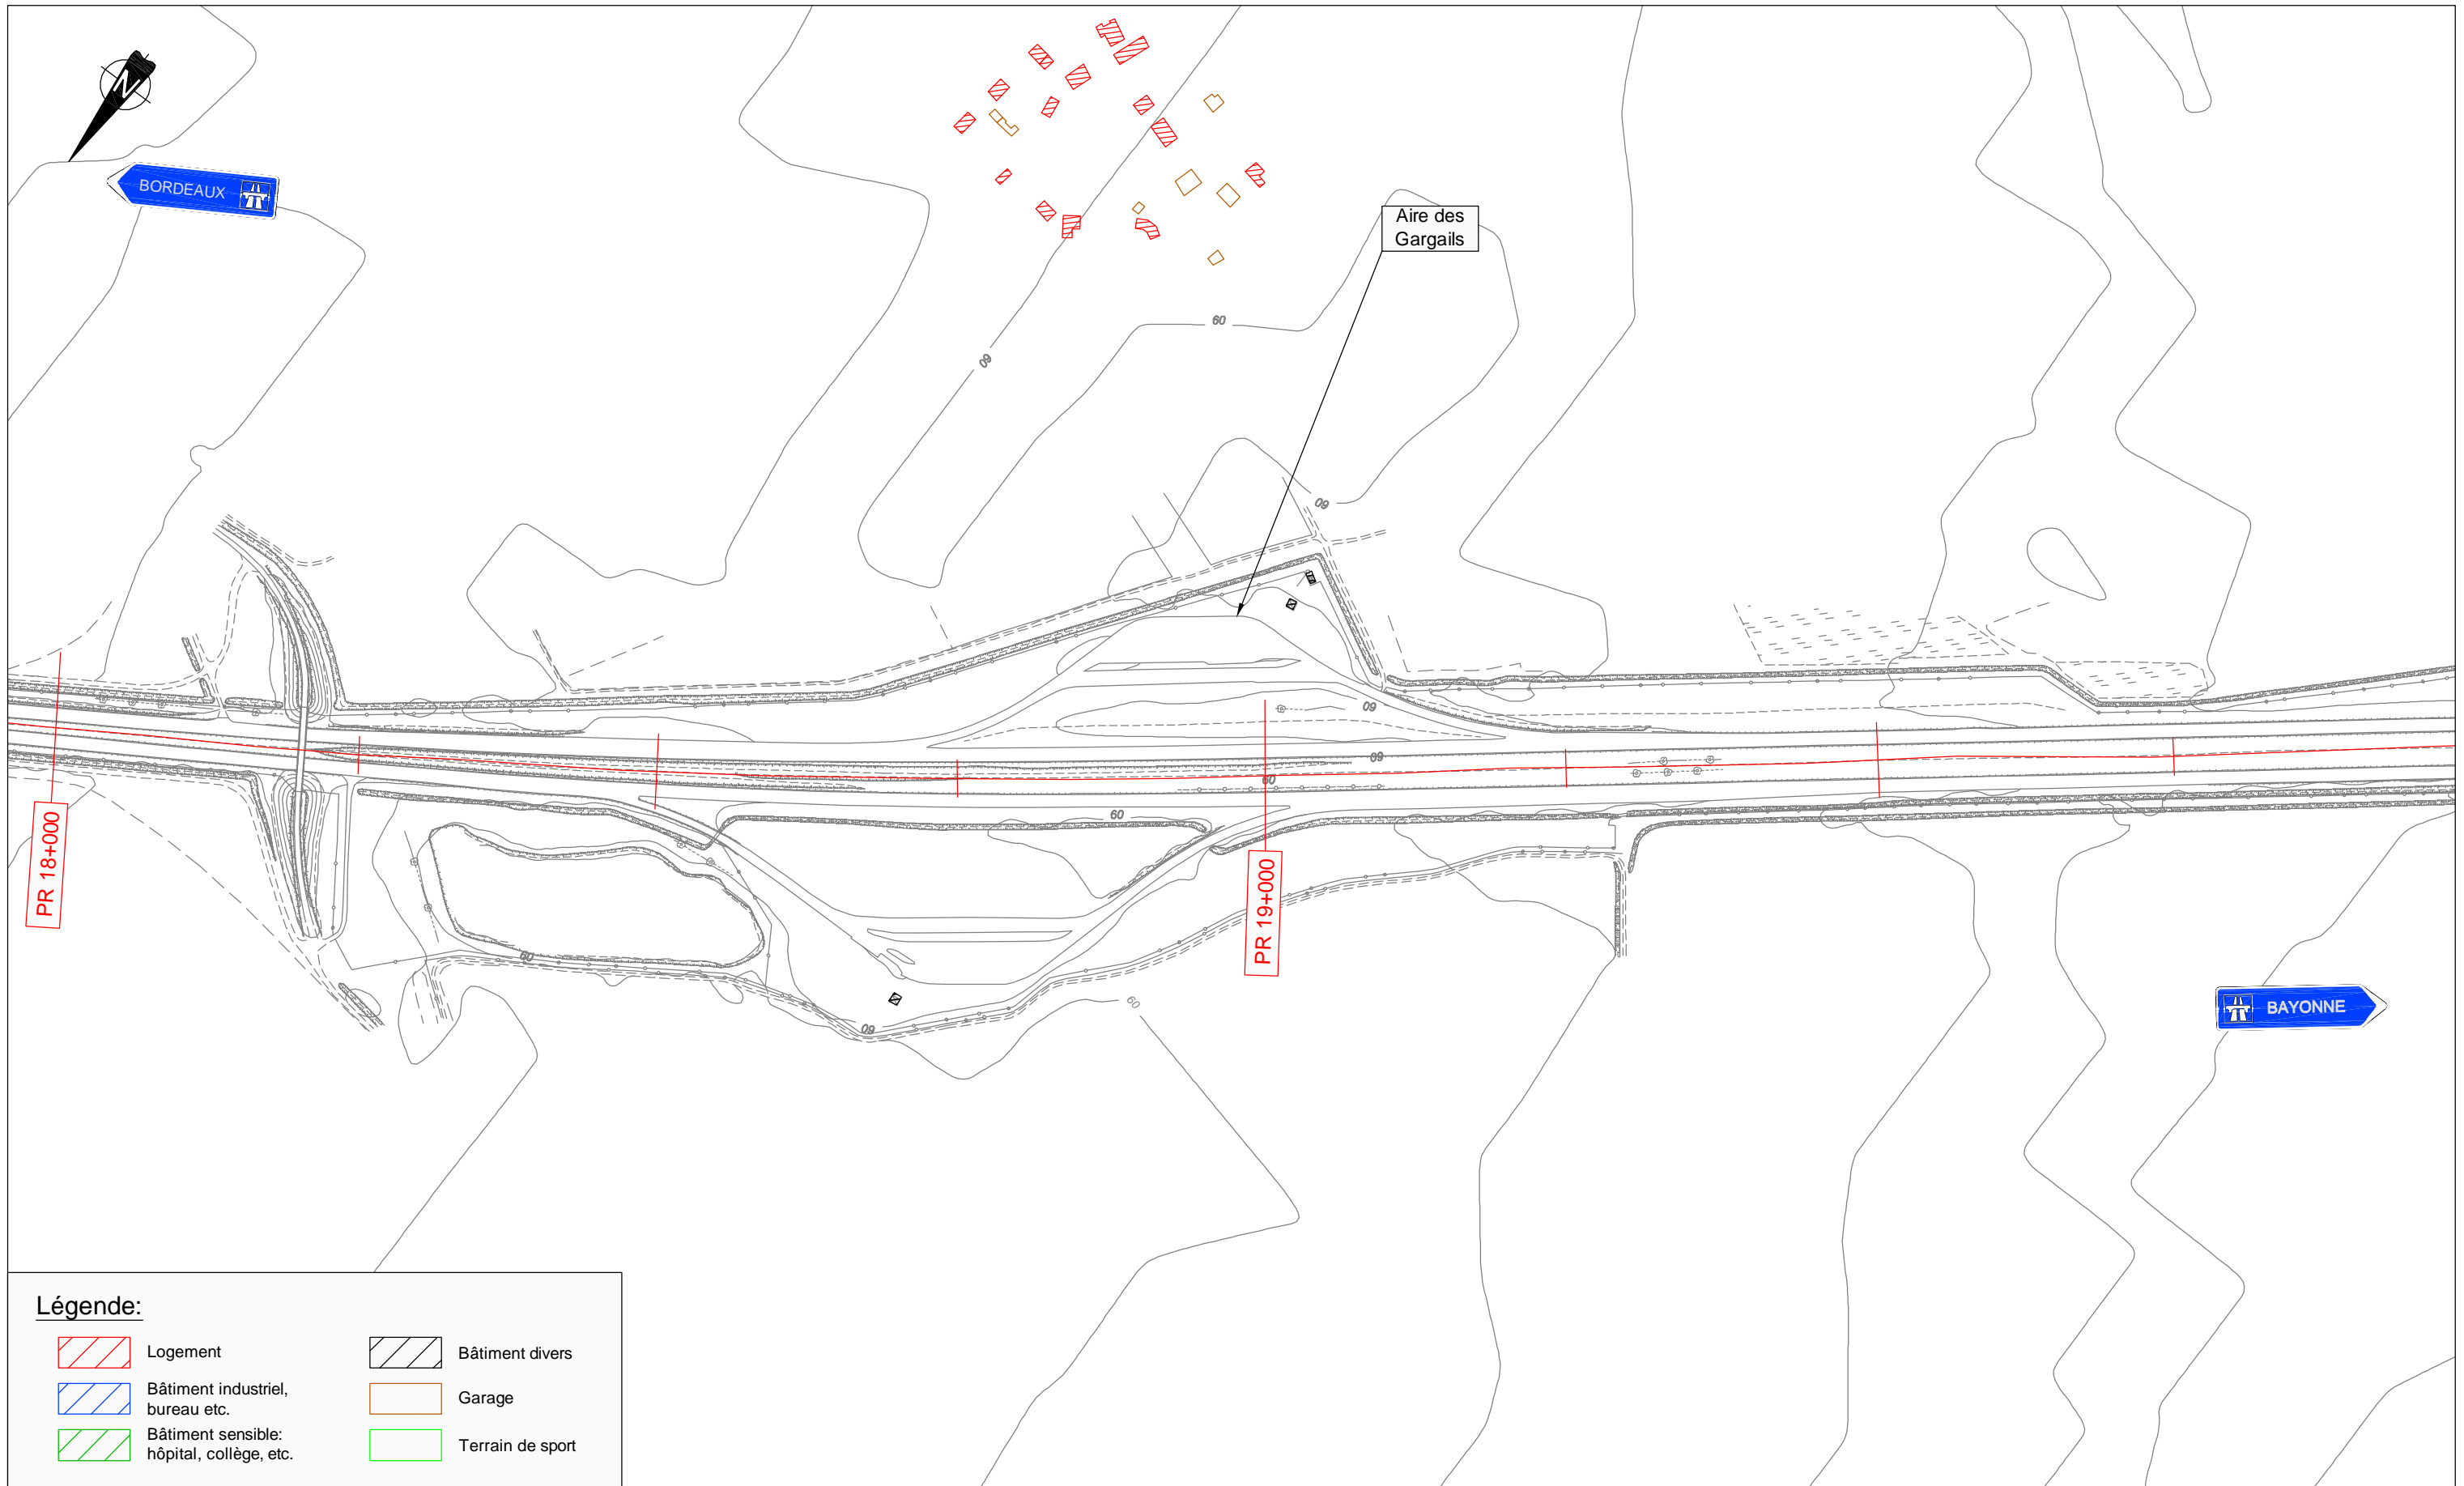 N
BORDEAUX
Aire des
Gargails
60
60
60
60
60
60
60
PR 18+000
PR 19+000
60
60
60
BAYONNE
Légende:
Logement
Bâtiment divers
Bâtiment industriel,
bureau etc.
Garage
Bâtiment sensible:
hôpital, collège, etc.
Terrain de sport